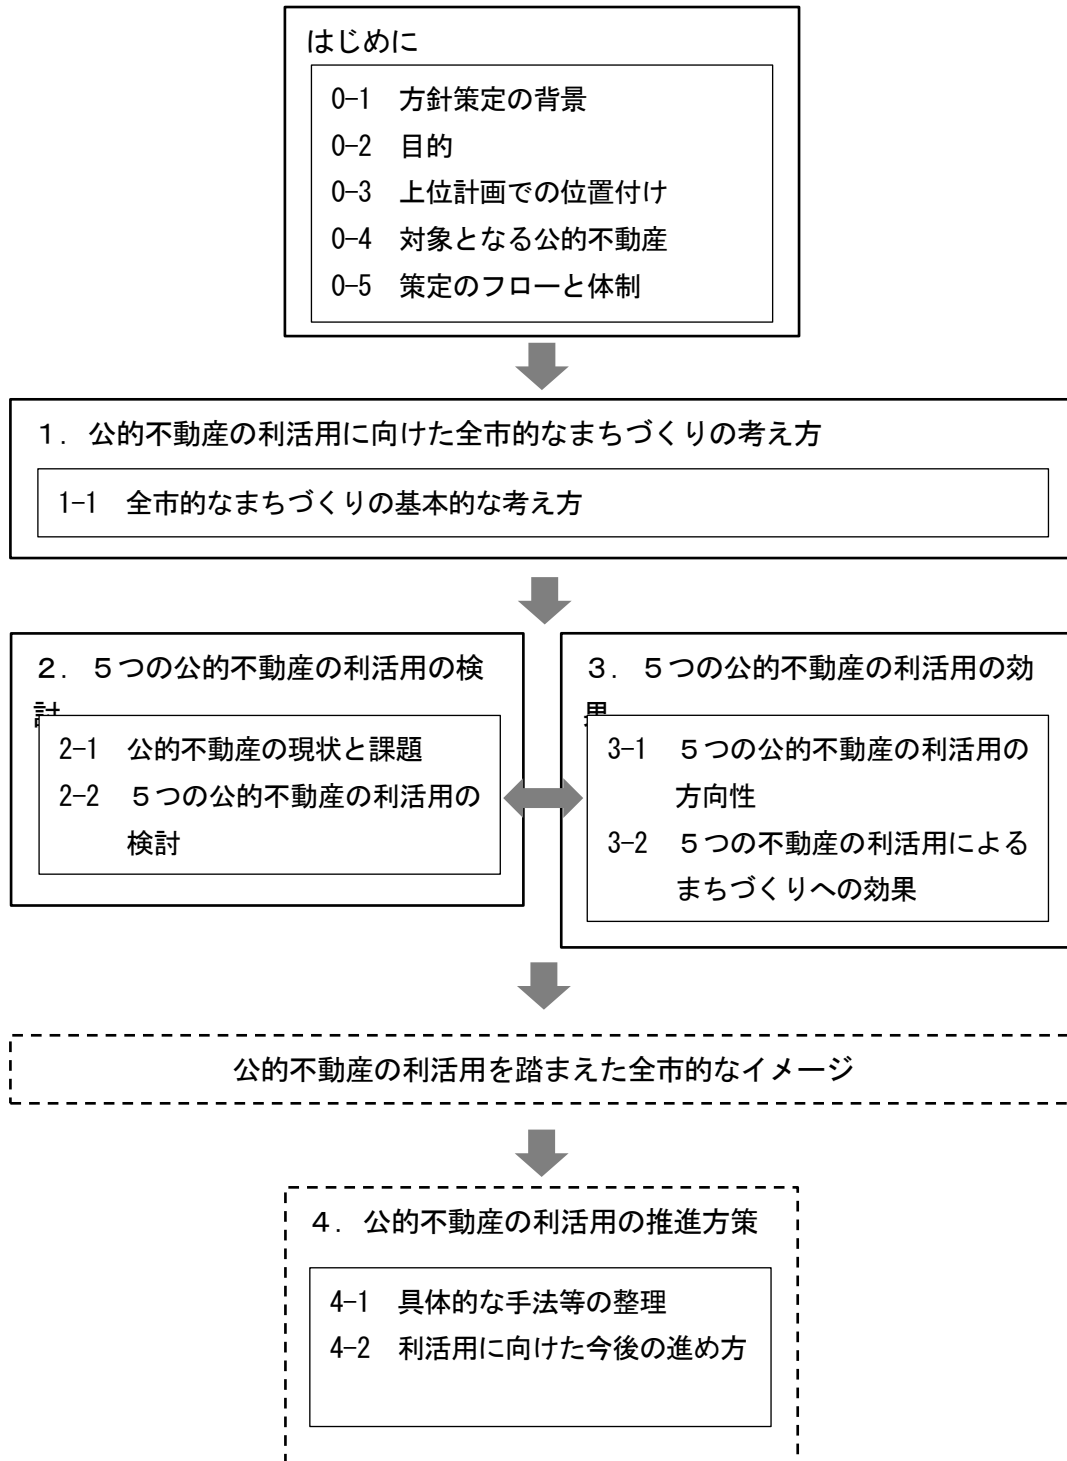 はじめに
0-1 方針策定の背景
0-2 目的
0-3 上位計画での位置付け
0-4 対象となる公的不動産
0-5 策定のフローと体制
1. 公的不動産の利活用に向けた全市的なまちづくりの考え方
1-1 全市的なまちづくりの基本的な考え方
2. 5つの公的不動産の利活用の検
討
2-1 公的不動産の現状と課題
2-2 5つの公的不動産の利活用の
検討
3. 5つの公的不動産の利活用の効
果
3-1 5つの公的不動産の利活用の
方向性
3-2 5つの不動産の利活用による
まちづくりへの効果
公的不動産の利活用を踏まえた全市的なイメージ
4. 公的不動産の利活用の推進方策
4-1 具体的な手法等の整理
4-2 利活用に向けた今後の進め方